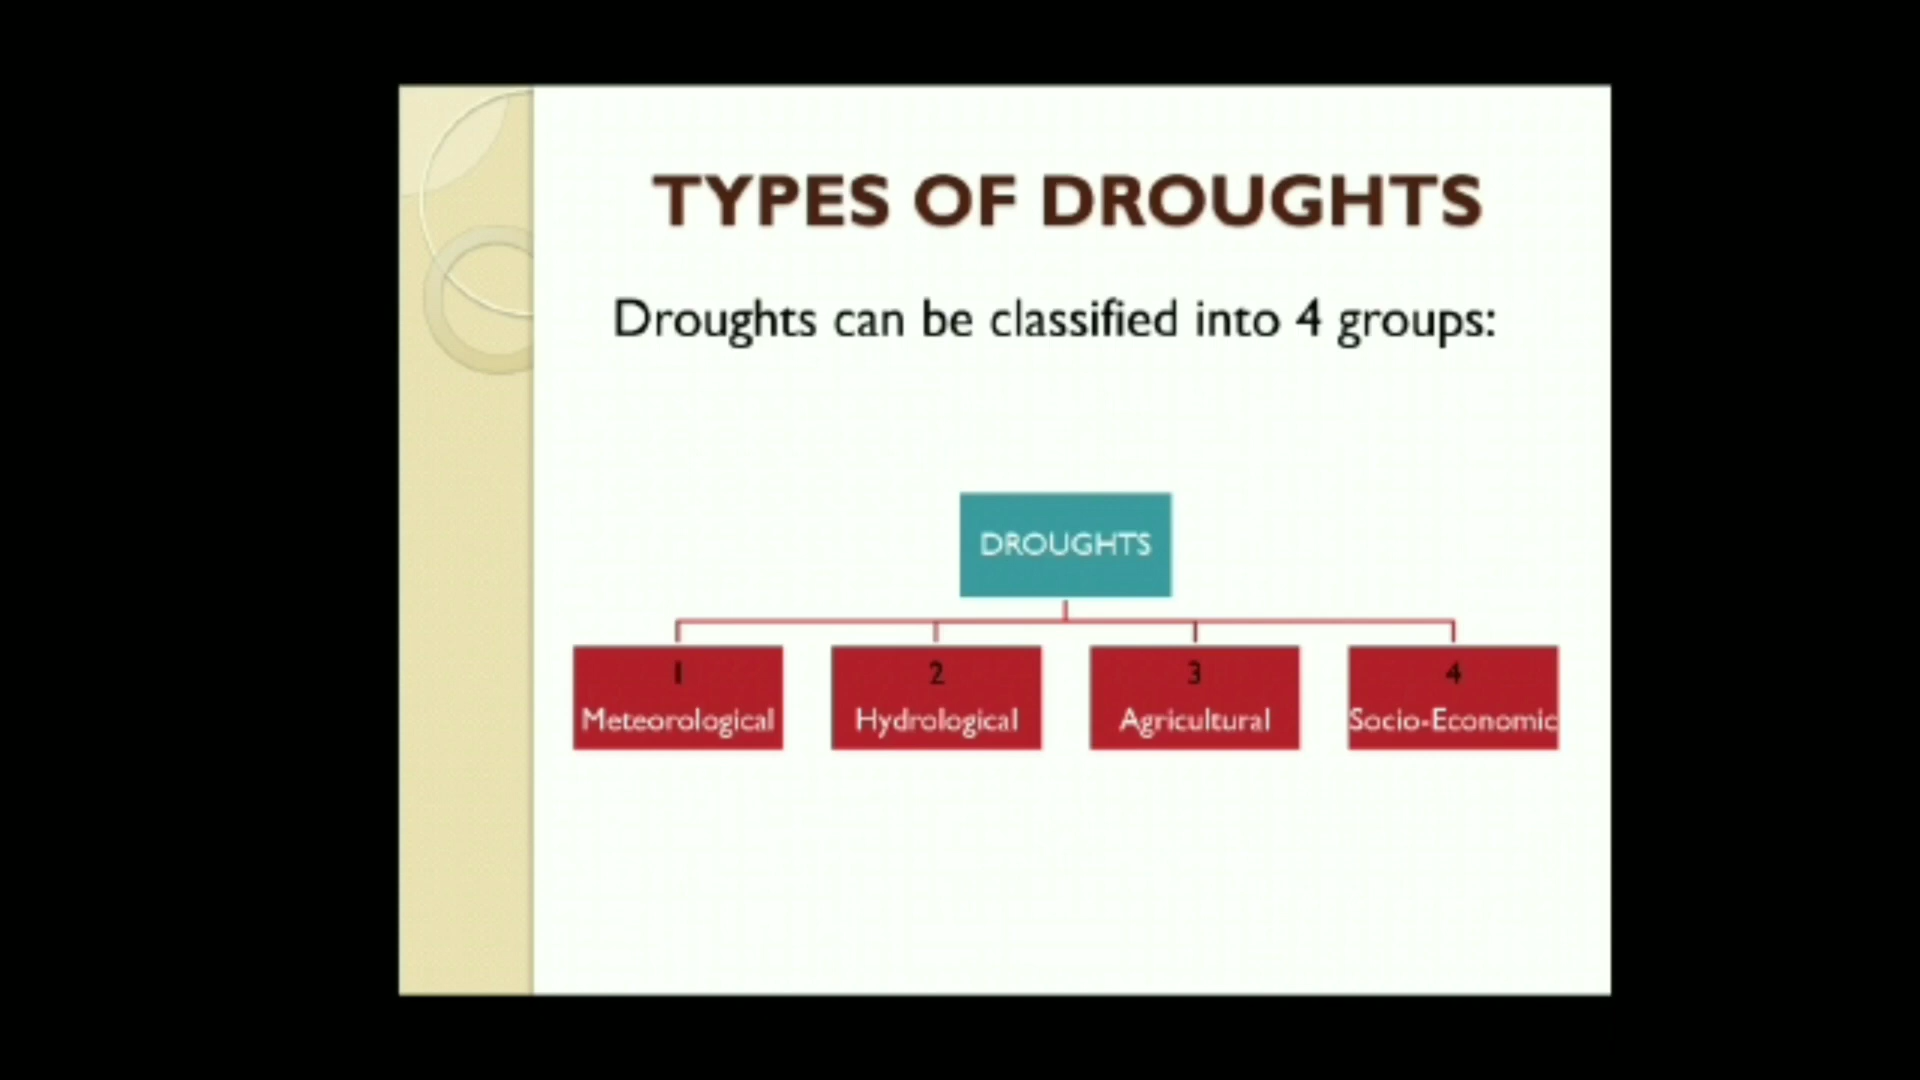 TYPES OF DROUGHTS
Droughts can be classified into 4 groups:
DROUGHTS
1
Meteorological
2
Hydrological
3
Agricultural
4
Socio-Economic